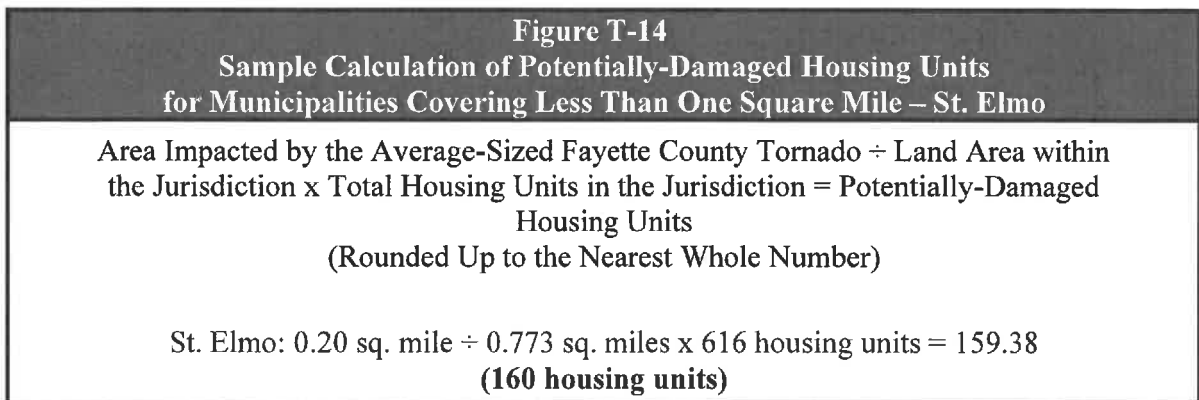 Figure T-14
Sample Calculation of Potentially-Damaged Housing Units
for Municipalities Covering Less Than One Square Mile – St. Elmo
Area Impacted by the Average-Sized Fayette County Tornado ÷ Land Area within
the Jurisdiction x Total Housing Units in the Jurisdiction = Potentially-Damaged
Housing Units
(Rounded Up to the Nearest Whole Number)
St. Elmo: 0.20 sq. mile ÷ 0.773 sq. miles x 616 housing units = 159.38
(160 housing units)